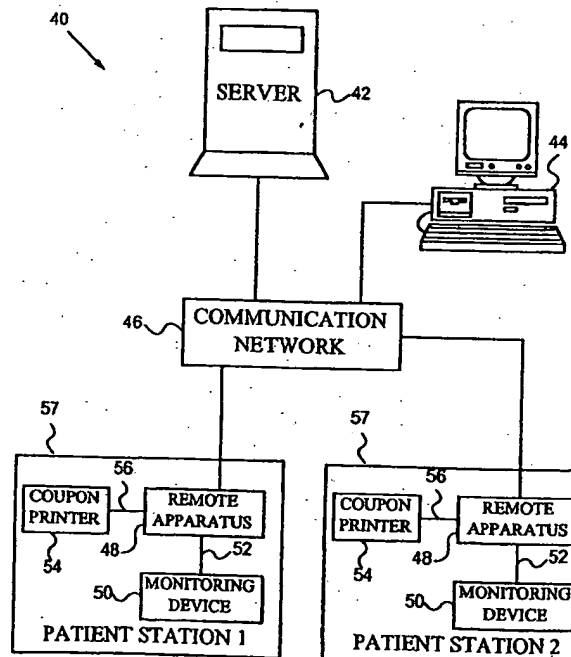 40
SERVER
42
44
46
COMMUNICATION
NETWORK
57
56
COUPON
PRINTER
REMOTE
APPARATUS
48
54
52
50
MONITORING
DEVICE
PATIENT STATION 1
57
56
COUPON
PRINTER
REMOTE
APPARATUS
48
54
52
50
MONITORING
DEVICE
PATIENT STATION 2